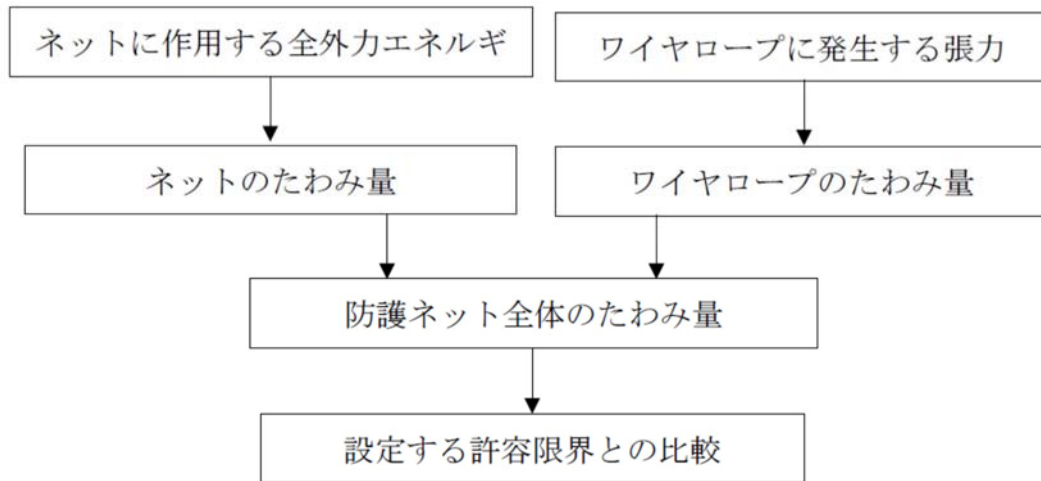 ネットに作用する全外力エネルギ
ワイヤロープに発生する張力
ネットのたわみ量
ワイヤロープのたわみ量
防護ネット全体のたわみ量
設定する許容限界との比較